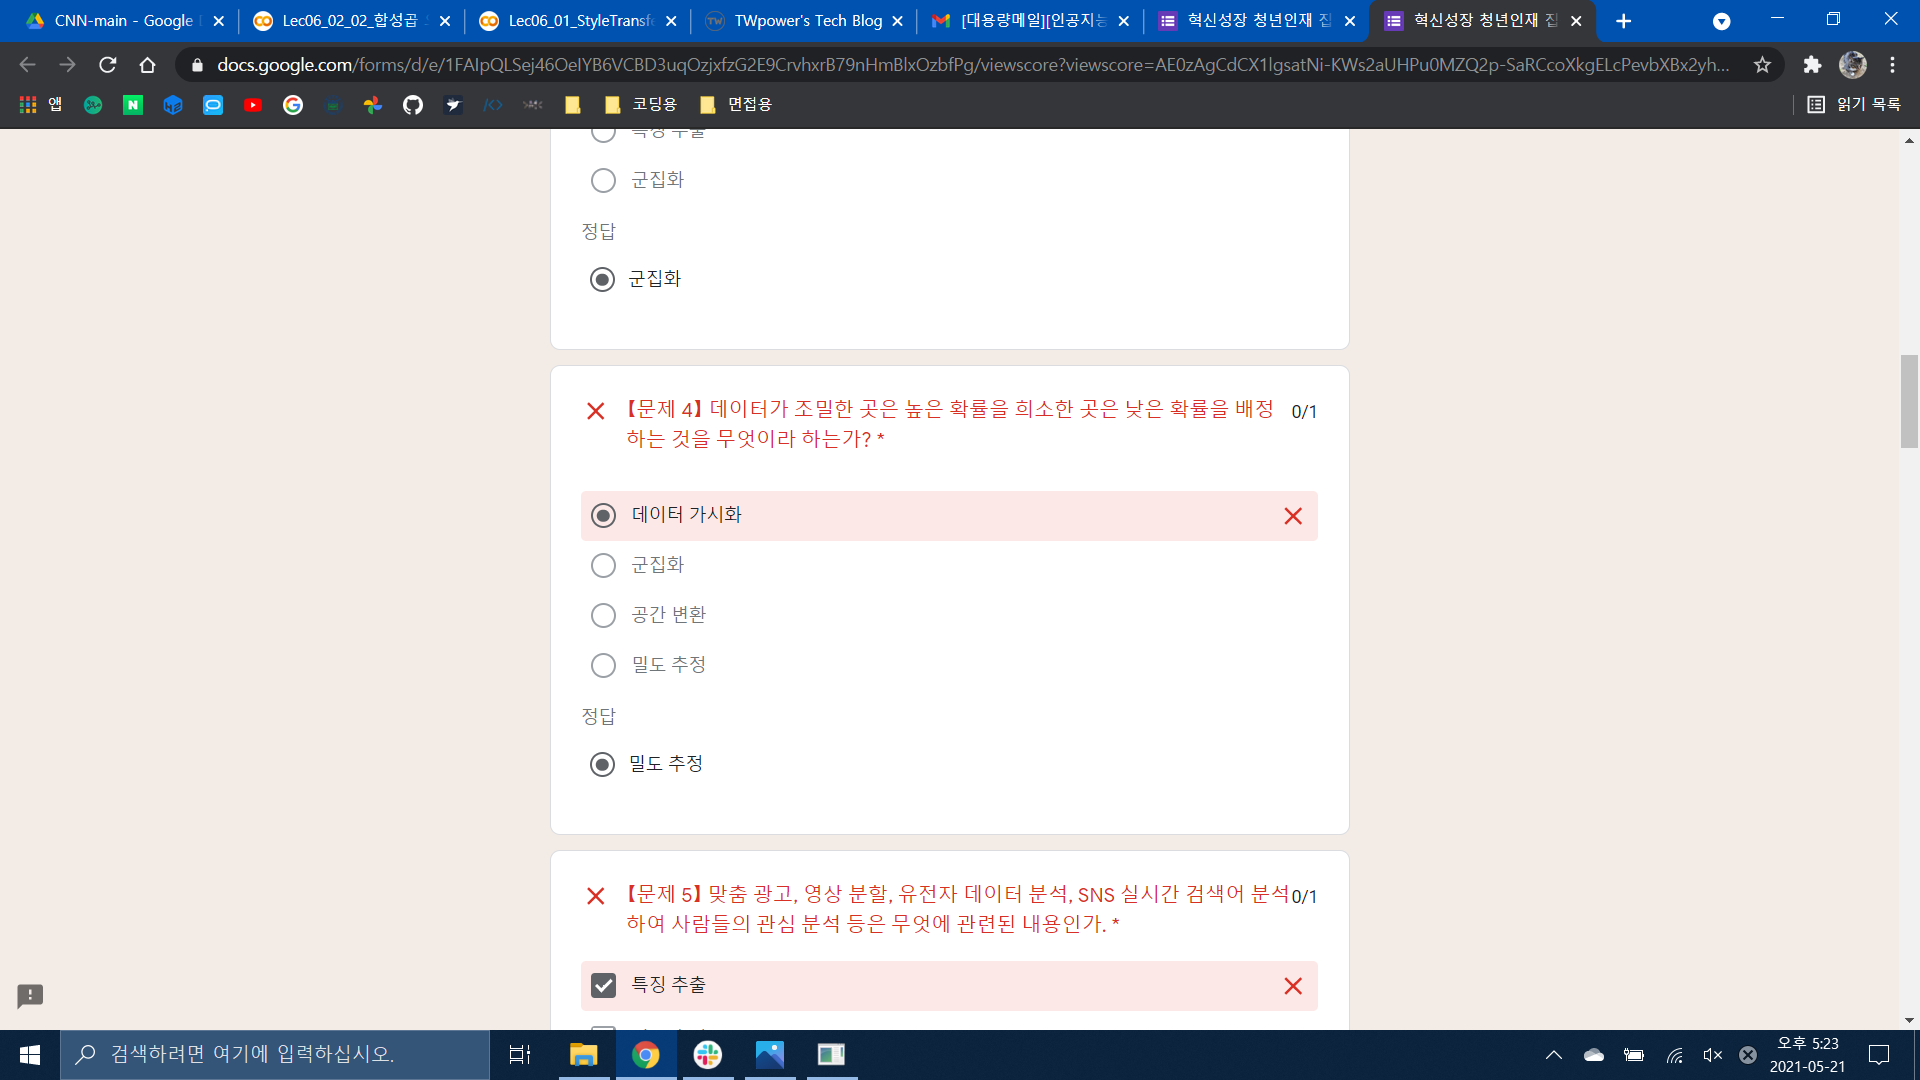 CNN-main - Google
Lec06_02_02_합성곱
Lec06_01_StyleTransfe
TW
TWpower's Tech Blog
[대용량메일][인공지능
혁신성장 청년인재 집
혁신성장 청년인재 집
docs.google.com/forms/d/e/1FAIpQLSej46OeIYB6VCBD3uqOzjxfzG2E9CrvhxrB79nHmBlxOzbfPg/viewscore?viewscore=AE0zAgCdCX1lgsatNi-KWs2aUHPu0MZQ2p-SaRCcoXkgELcPevbXBx2yh...
앱
N
코딩용
면접용
읽기 목록
특징 추출
군집화
정답
군집화
【문제 4】 데이터가 조밀한 곳은 높은 확률을 희소한 곳은 낮은 확률을 배정
하는 것을 무엇이라 하는가? *
0/1
데이터 가시화
군집화
공간 변환
밀도 추정
정답
밀도 추정
【문제 5】 맞춤 광고, 영상 분할, 유전자 데이터 분석, SNS 실시간 검색어 분석
하여 사람들의 관심 분석 등은 무엇에 관련된 내용인가. *
0/1
특징 추출
검색하려면 여기에 입력하십시오.
오후 5:23
2021-05-21